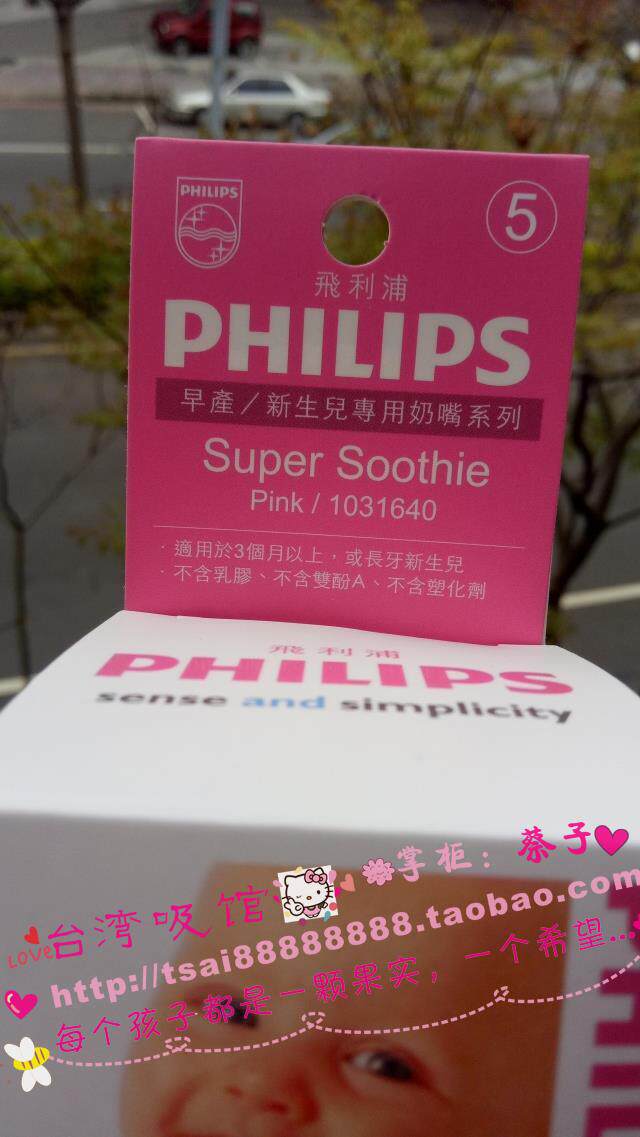 PHILIPS
5
飛利浦
PHILIPS
早產／新生兒專用奶嘴系列
Super Soothie
Pink / 1031640
·適用於3個月以上，或長牙新生兒
·不含乳膠、不含雙酚A、不含塑化劑
飛利浦
PHILIPS
sense and simplicity
掌柜：蔡子
LOVE台湾吸馆
http://tsai88888888.taobao.com
每个孩子都是一颗果实，一个希望...